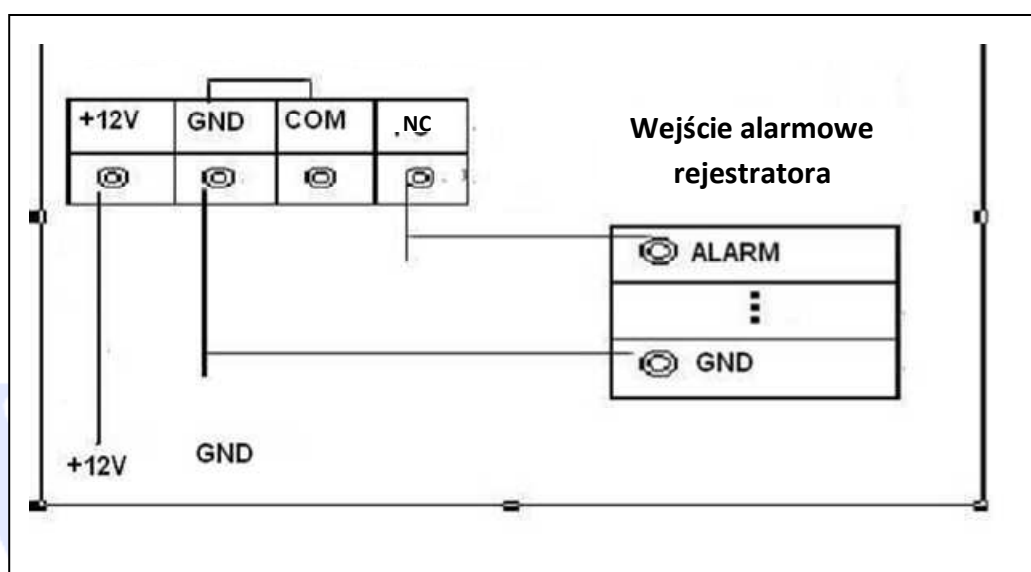 +12V GND COM NC
Wejście alarmowe
rejestratora
ALARM
GND
+12V GND